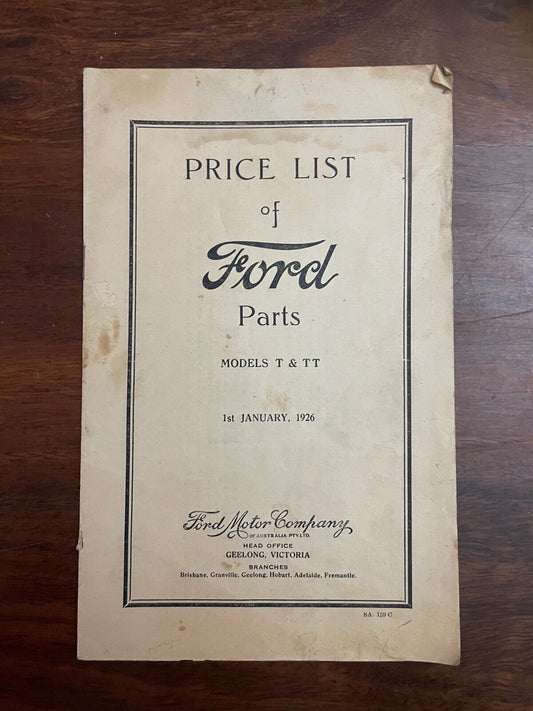 PRICE LIST
of
Ford
Parts
MODELS T & TT
1st JANUARY, 1926
Ford Motor Company
OF AUSTRALIA PTY. LTD.
HEAD OFFICE
GEELONG, VICTORIA
BRANCHES
Brisbane, Granville, Geelong, Hobart, Adelaide, Fremantle.
SA. 159 C